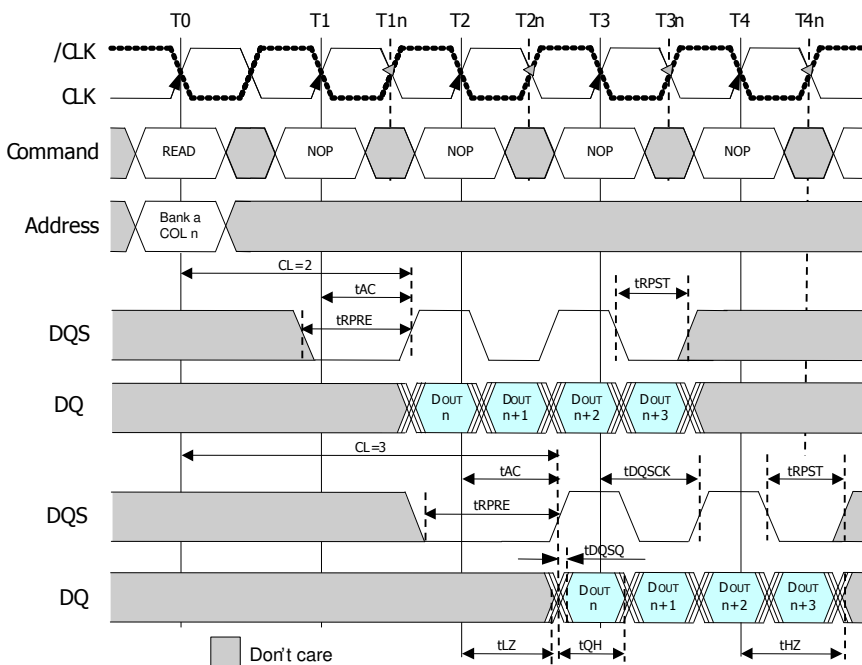 T0 T1 T1n T2 T2n T3 T3n T4 T4n
/CLK
CLK
Command READ NOP NOP NOP NOP
Address Bank a
COL n
CL=2
tAC
tRPST
tRPRE
DQS
DQ DOUT n DOUT n+1 DOUT n+2 DOUT n+3
CL=3
tAC tDQSCK tRPST
tRPRE
DQS
tDQSQ
DQ DOUT n DOUT n+1 DOUT n+2 DOUT n+3
tLZ tQH tHZ
Don't care